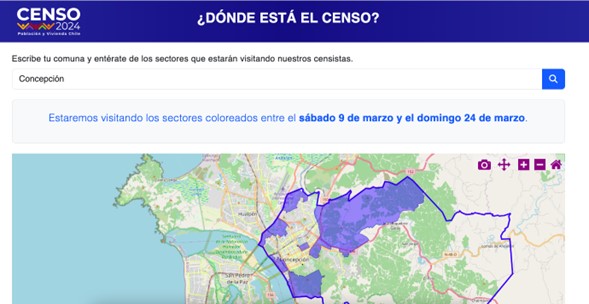 CENSO
2024
Población y Vivienda Chile
¿DÓNDE ESTÁ EL CENSO?
Escribe tu comuna y entérate de los sectores que estarán visitando nuestros censistas.
Concepción
Estaremos visitando los sectores coloreados entre el sábado 9 de marzo y el domingo 24 de marzo.
Hualpén
Concepción
San Pedro
de la Paz